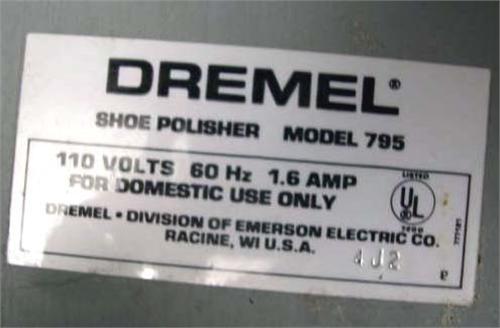 DREMEL®
SHOE POLISHER MODEL 795
110 VOLTS 60 Hz 1.6 AMP
FOR DOMESTIC USE ONLY
LISTED
UL
DREMEL • DIVISION OF EMERSON ELECTRIC CO.
RACINE, WI U.S.A.
4J2